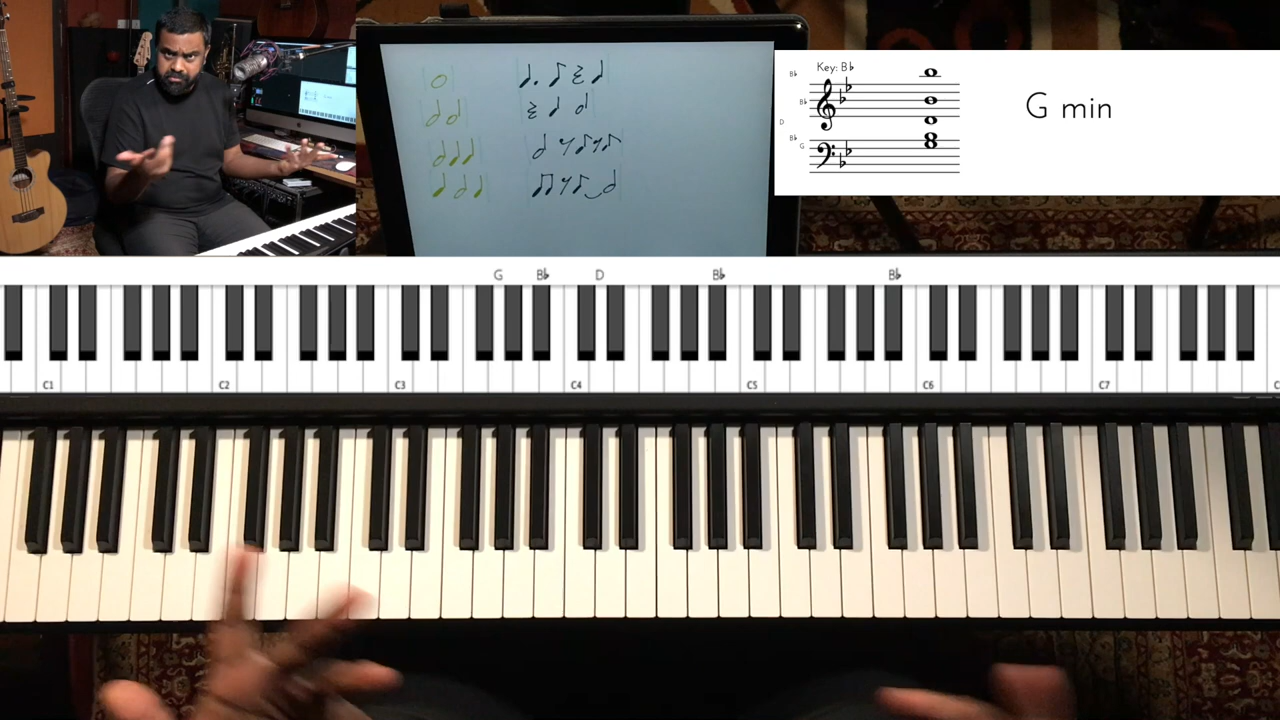 Key: B♭
B♭
B♭
D
B♭
G
G min
G B♭ D B♭ B♭
C1 C2 C3 C4 C5 C6 C7